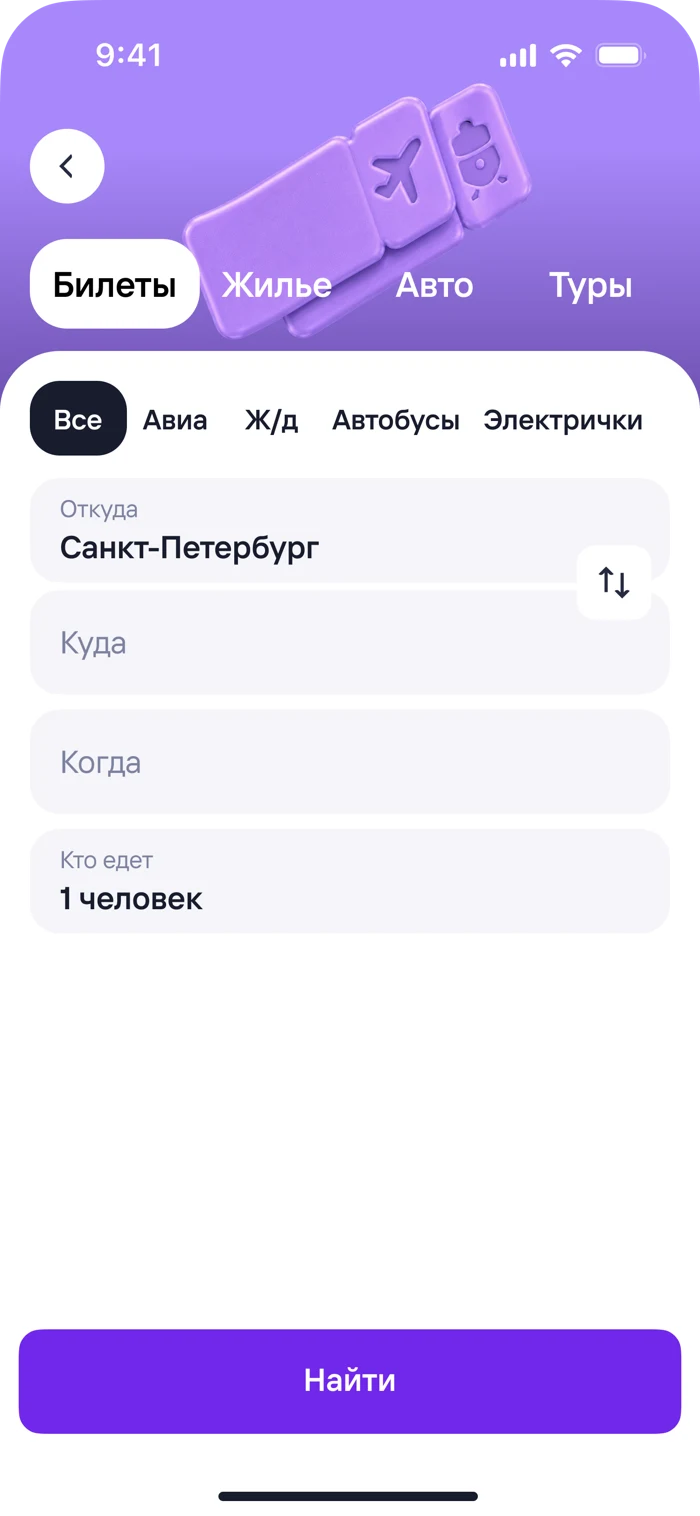 9:41
Билеты Жилье Авто Туры
Все Авиа Ж/д Автобусы Электрички
Откуда
Санкт-Петербург
Куда
Когда
Кто едет
1 человек
Найти